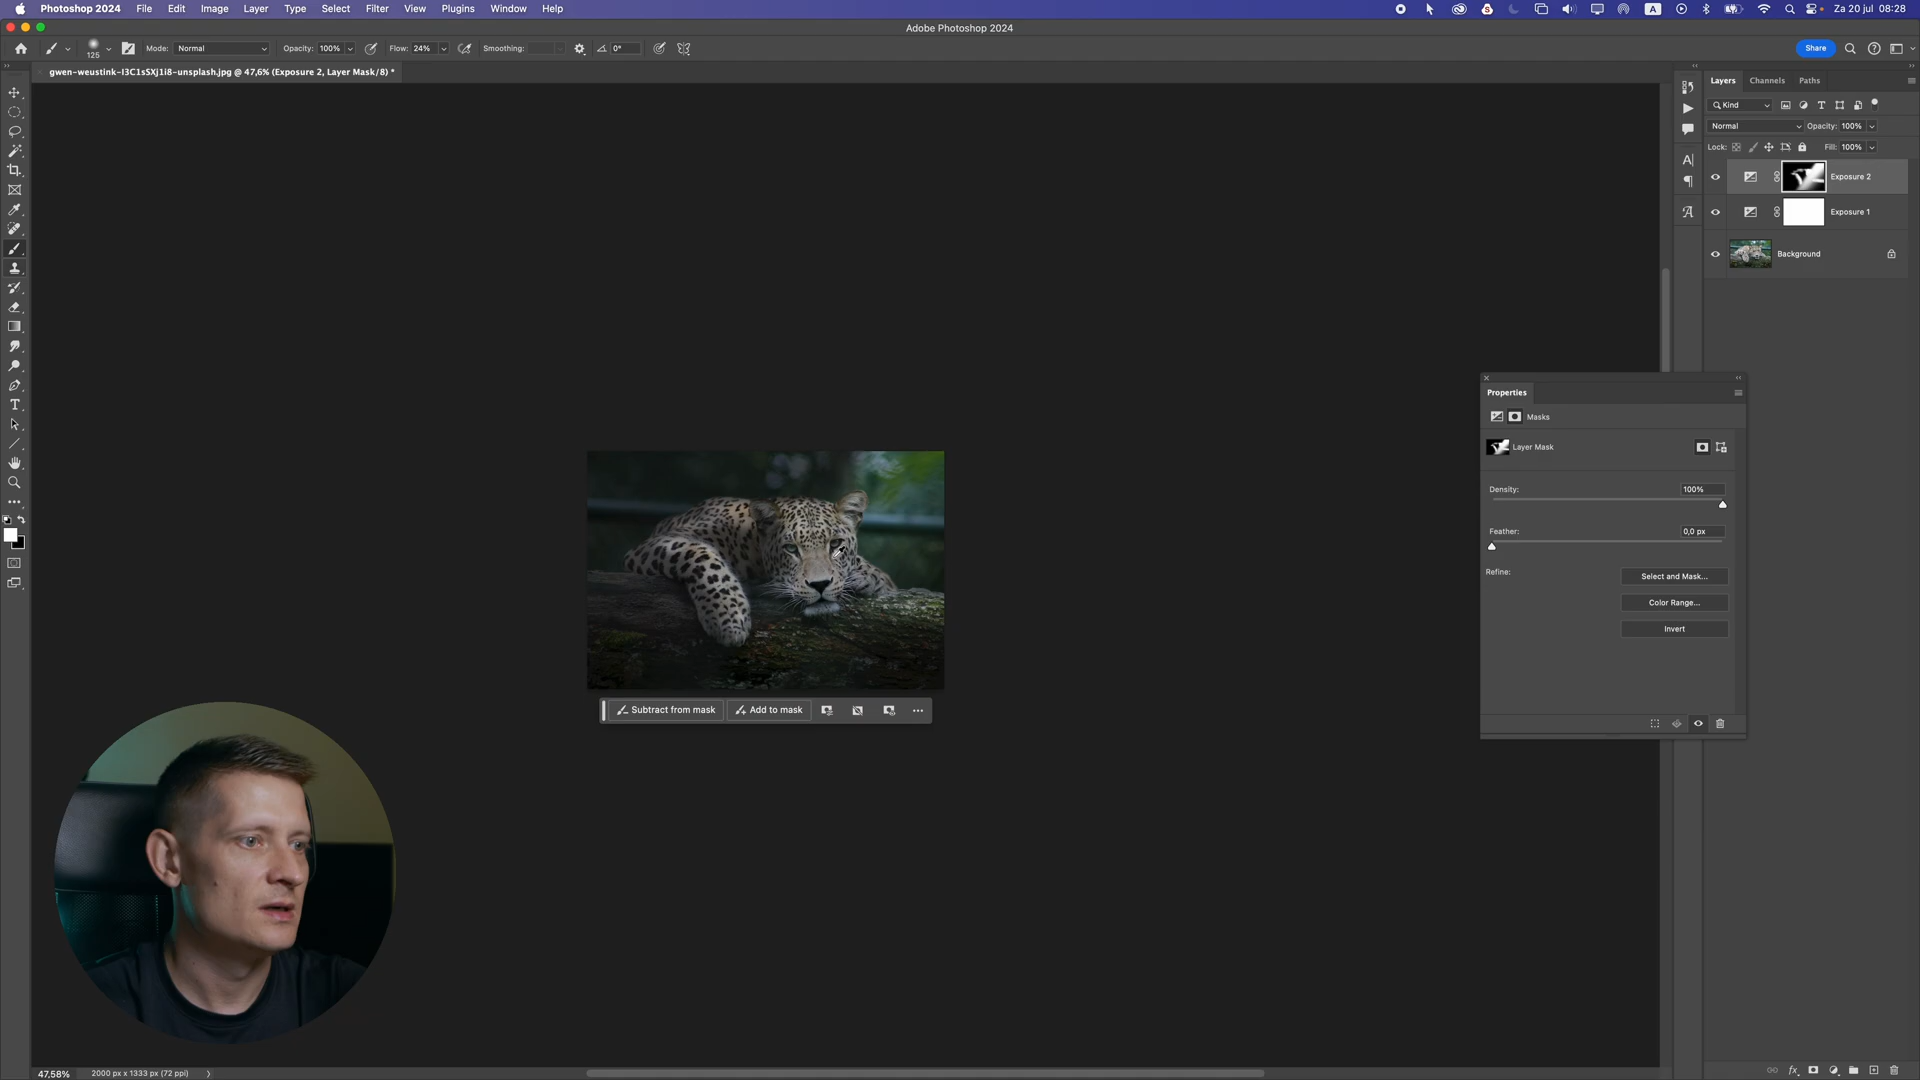 Photoshop 2024 File Edit Image Layer Type Select Filter View Plugins Window Help A Za 20 jul 08:28
Adobe Photoshop 2024
125 Mode: Normal Opacity: 100% Flow: 24% Smoothing: 0° Share
gwen-weustink-I3C1sSXj1i8-unsplash.jpg @ 47,6% (Exposure 2, Layer Mask/8) *
Layers Channels Paths
Kind
Normal Opacity: 100%
Lock: Fill: 100%
Exposure 2
Exposure 1
Background
Properties
Masks
Layer Mask
Density: 100%
Feather: 0,0 px
Refine: Select and Mask...
Color Range...
Invert
Subtract from mask Add to mask
47,58% 2000 px x 1333 px (72 ppi)